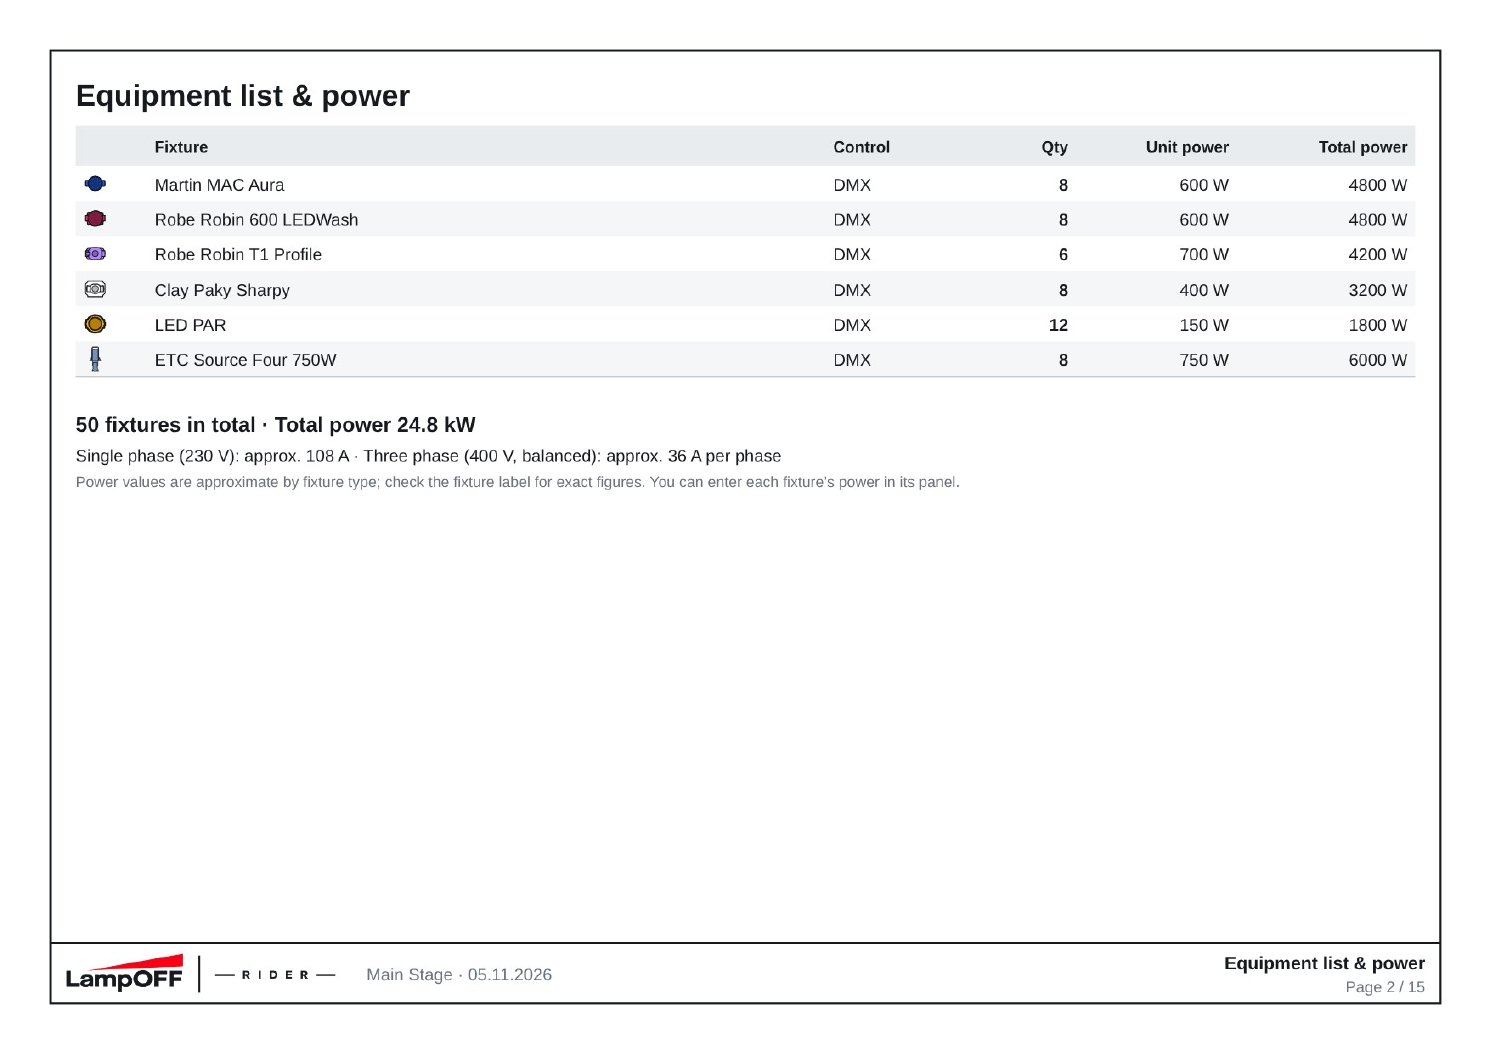 Equipment list & power
Fixture Control Qty Unit power Total power
Martin MAC Aura DMX 8 600 W 4800 W
Robe Robin 600 LEDWash DMX 8 600 W 4800 W
Robe Robin T1 Profile DMX 6 700 W 4200 W
Clay Paky Sharpy DMX 8 400 W 3200 W
LED PAR DMX 12 150 W 1800 W
ETC Source Four 750W DMX 8 750 W 6000 W
50 fixtures in total · Total power 24.8 kW
Single phase (230 V): approx. 108 A · Three phase (400 V, balanced): approx. 36 A per phase
Power values are approximate by fixture type; check the fixture label for exact figures. You can enter each fixture's power in its panel.
LampOFF — RIDER — Main Stage · 05.11.2026
Equipment list & power
Page 2 / 15